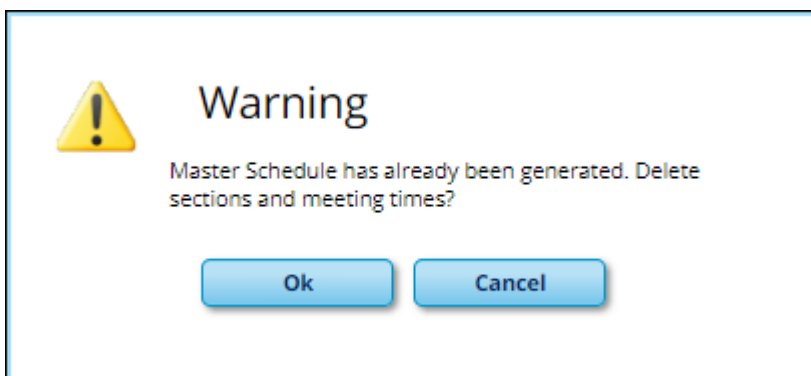 Warning
Master Schedule has already been generated. Delete
sections and meeting times?
Ok
Cancel